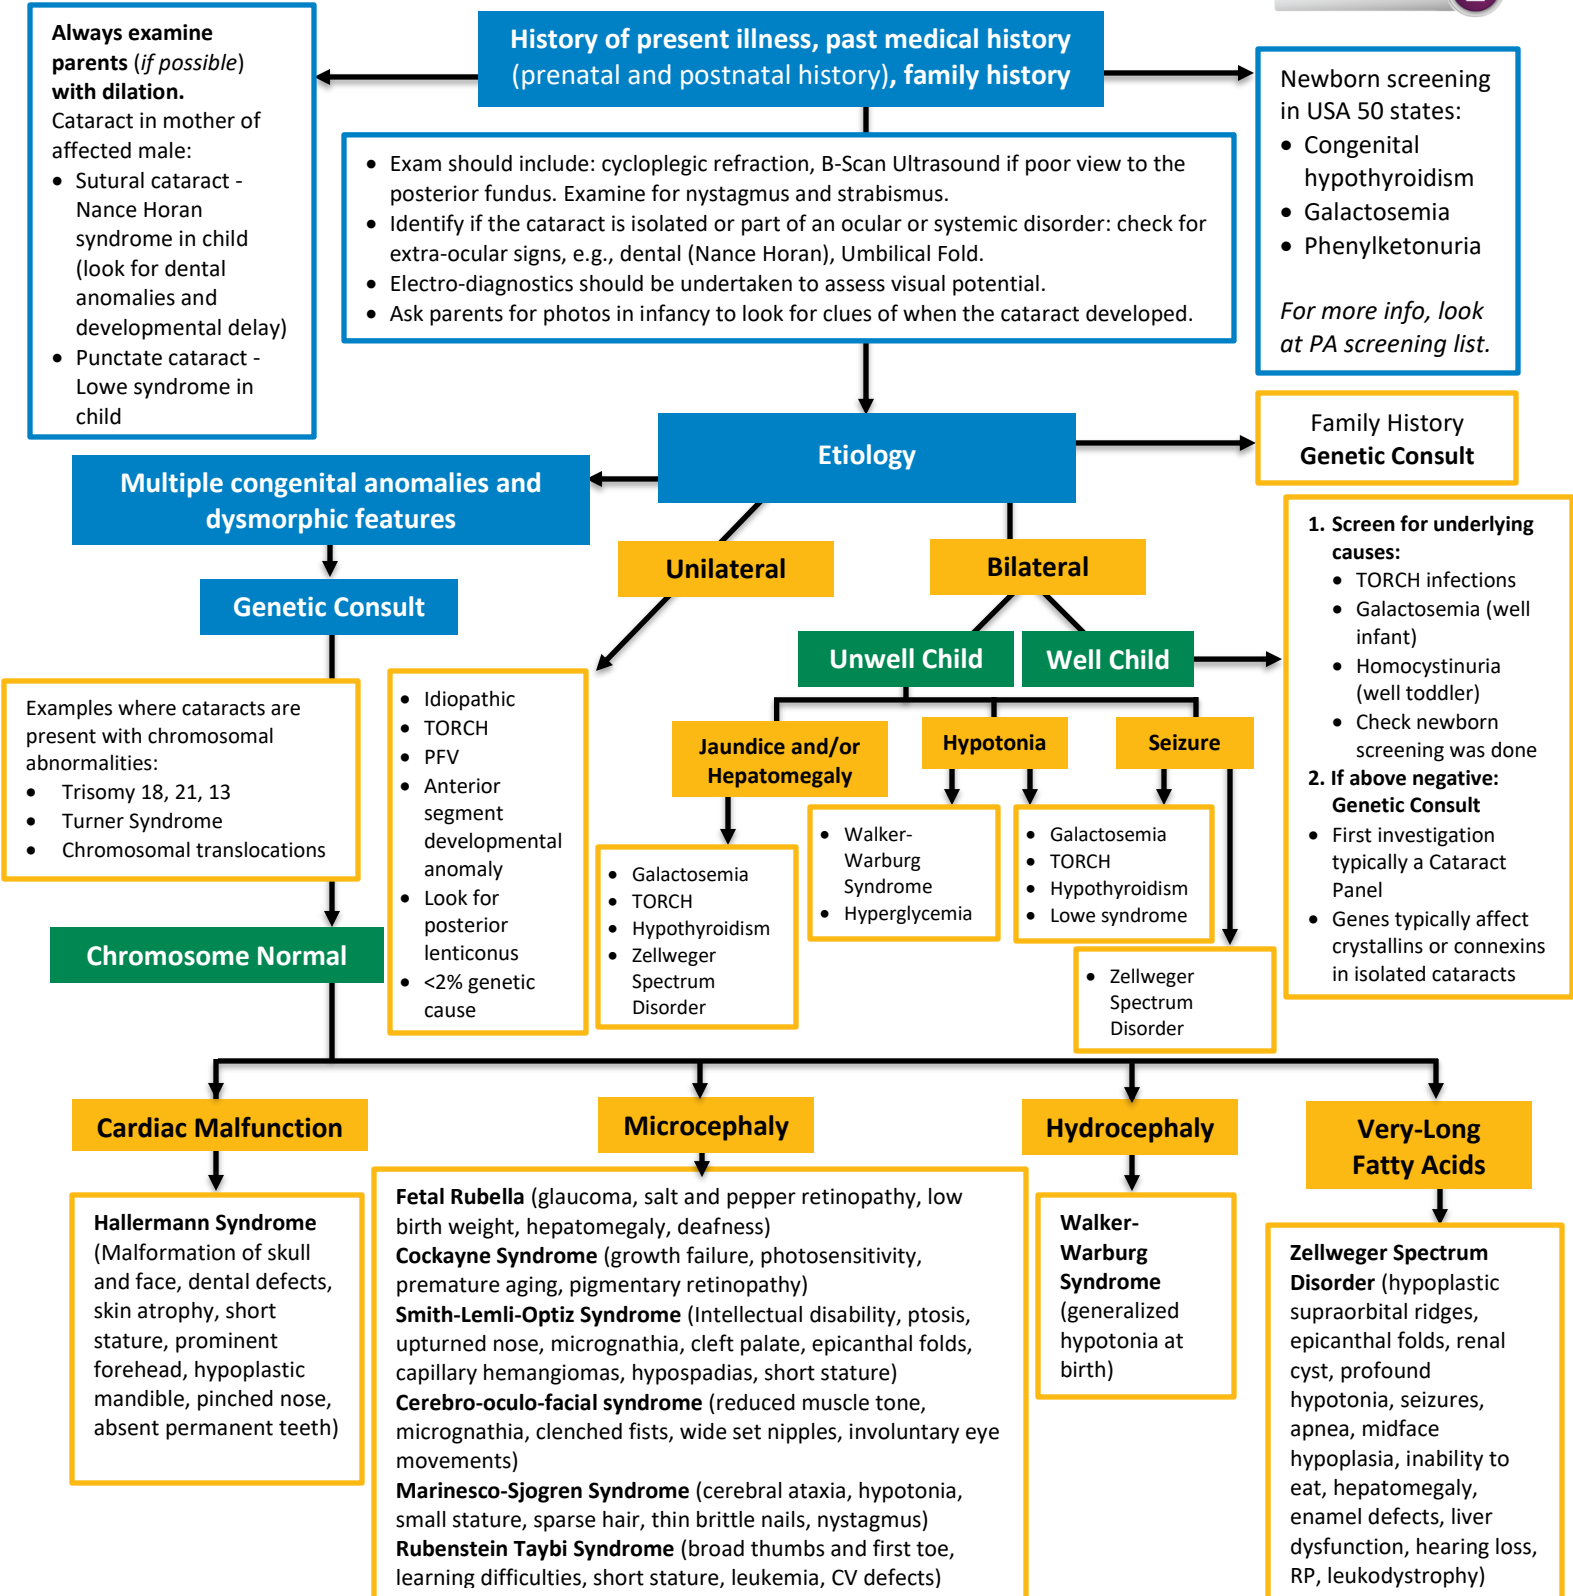 Always examine
parents (if possible)
with dilation.
Cataract in mother of
affected male:
• Sutural cataract -
Nance Horan
syndrome in child
(look for dental
anomalies and
developmental delay)
• Punctate cataract -
Lowe syndrome in
child
History of present illness, past medical history
(prenatal and postnatal history), family history
Newborn screening
in USA 50 states:
• Congenital
hypothyroidism
• Galactosemia
• Phenylketonuria
For more info, look
at PA screening list.
• Exam should include: cycloplegic refraction, B-Scan Ultrasound if poor view to the
posterior fundus. Examine for nystagmus and strabismus.
• Identify if the cataract is isolated or part of an ocular or systemic disorder: check for
extra-ocular signs, e.g., dental (Nance Horan), Umbilical Fold.
• Electro-diagnostics should be undertaken to assess visual potential.
• Ask parents for photos in infancy to look for clues of when the cataract developed.
Etiology
Family History
Genetic Consult
Multiple congenital anomalies and
dysmorphic features
Genetic Consult
Unilateral
Bilateral
Unwell Child
Well Child
1. Screen for underlying
causes:
• TORCH infections
• Galactosemia (well
infant)
• Homocystinuria
(well toddler)
• Check newborn
screening was done
2. If above negative:
Genetic Consult
• First investigation
typically a Cataract
Panel
• Genes typically affect
crystallins or connexins
in isolated cataracts
Examples where cataracts are
present with chromosomal
abnormalities:
• Trisomy 18, 21, 13
• Turner Syndrome
• Chromosomal translocations
• Idiopathic
• TORCH
• PFV
• Anterior
segment
developmental
anomaly
• Look for
posterior
lenticonus
• <2% genetic
cause
Jaundice and/or
Hepatomegaly
Hypotonia
Seizure
• Galactosemia
• TORCH
• Hypothyroidism
• Zellweger
Spectrum
Disorder
• Walker-
Warburg
Syndrome
• Hyperglycemia
• Galactosemia
• TORCH
• Hypothyroidism
• Lowe syndrome
• Zellweger
Spectrum
Disorder
Chromosome Normal
Cardiac Malfunction
Microcephaly
Hydrocephaly
Very-Long
Fatty Acids
Hallermann Syndrome
(Malformation of skull
and face, dental defects,
skin atrophy, short
stature, prominent
forehead, hypoplastic
mandible, pinched nose,
absent permanent teeth)
Fetal Rubella (glaucoma, salt and pepper retinopathy, low
birth weight, hepatomegaly, deafness)
Cockayne Syndrome (growth failure, photosensitivity,
premature aging, pigmentary retinopathy)
Smith-Lemli-Optiz Syndrome (Intellectual disability, ptosis,
upturned nose, micrognathia, cleft palate, epicanthal folds,
capillary hemangiomas, hypospadias, short stature)
Cerebro-oculo-facial syndrome (reduced muscle tone,
micrognathia, clenched fists, wide set nipples, involuntary eye
movements)
Marinesco-Sjogren Syndrome (cerebral ataxia, hypotonia,
small stature, sparse hair, thin brittle nails, nystagmus)
Rubenstein Taybi Syndrome (broad thumbs and first toe,
learning difficulties, short stature, leukemia, CV defects)
Walker-
Warburg
Syndrome
(generalized
hypotonia at
birth)
Zellweger Spectrum
Disorder (hypoplastic
supraorbital ridges,
epicanthal folds, renal
cyst, profound
hypotonia, seizures,
apnea, midface
hypoplasia, inability to
eat, hepatomegaly,
enamel defects, liver
dysfunction, hearing loss,
RP, leukodystrophy)